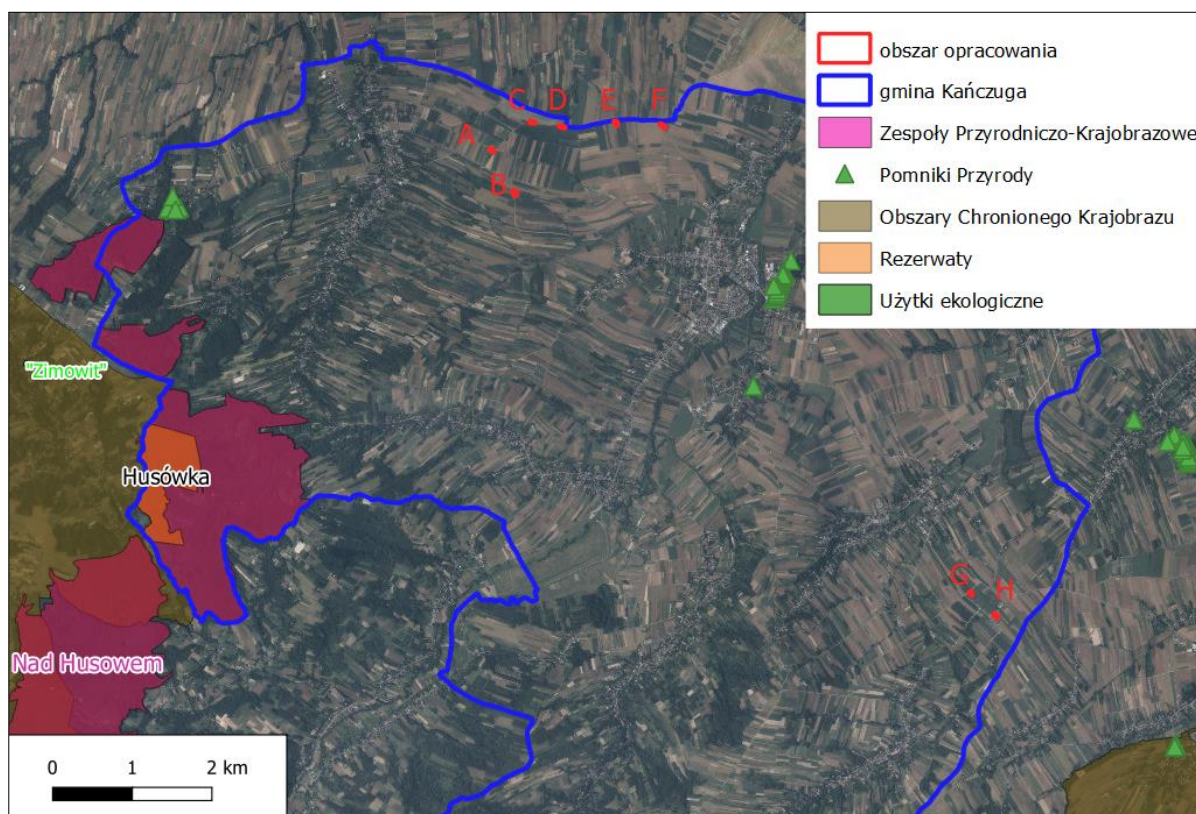 obszar opracowania
gmina Kańczuga
Zespoły Przyrodniczo-Krajobrazowe
Pomniki Przyrody
Obszary Chronionego Krajobrazu
Rezerwaty
Użytki ekologiczne
C D E F
A
B
"Zimowit"
Husówka
G H
Nad Husowem
0 1 2 km